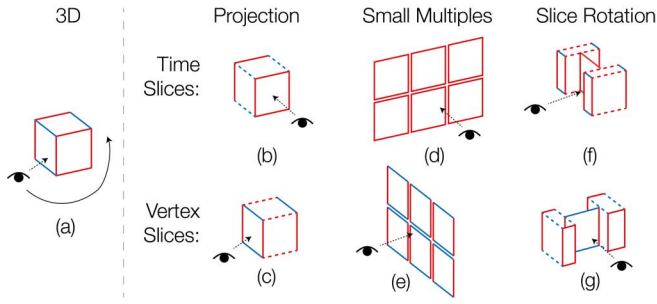 3D
Projection
Small Multiples
Slice Rotation
Time
Slices:
(a)
(b)
(d)
(f)
Vertex
Slices:
(c)
(e)
(g)